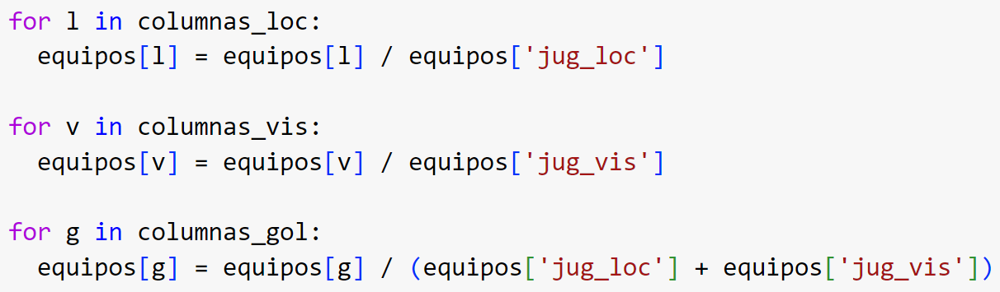 for l in columnas_loc:
  equipos[l] = equipos[l] / equipos['jug_loc']

for v in columnas_vis:
  equipos[v] = equipos[v] / equipos['jug_vis']

for g in columnas_gol:
  equipos[g] = equipos[g] / (equipos['jug_loc'] + equipos['jug_vis'])